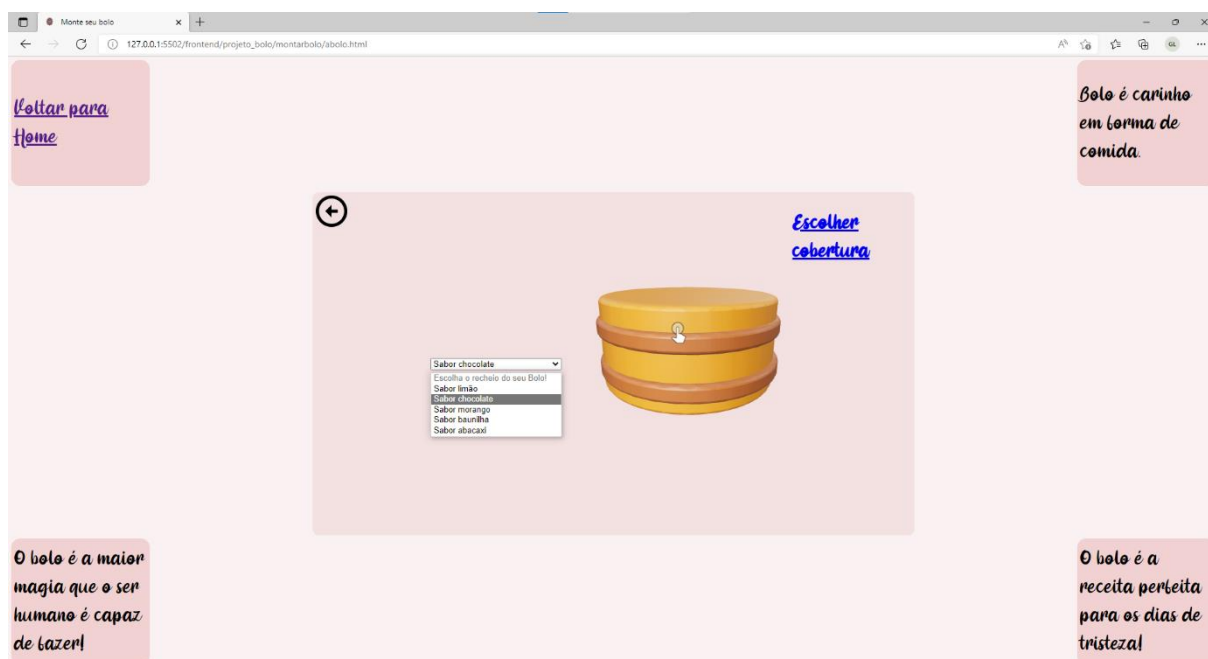 Monte seu bolo
127.0.0.1:5502/frontend/projeto_bolo/montarbolo/abolo.html
GL
Voltar para
Home
Bolo é carinho
em forma de
comida.
Escolher
cobertura
Sabor chocolate
Escolha o recheio do seu Bolo!
Sabor limão
Sabor chocolate
Sabor morango
Sabor baunilha
Sabor abacaxi
O bolo é a maior
magia que o ser
humano é capaz
de fazer!
O bolo é a
receita perfeita
para os dias de
tristeza!